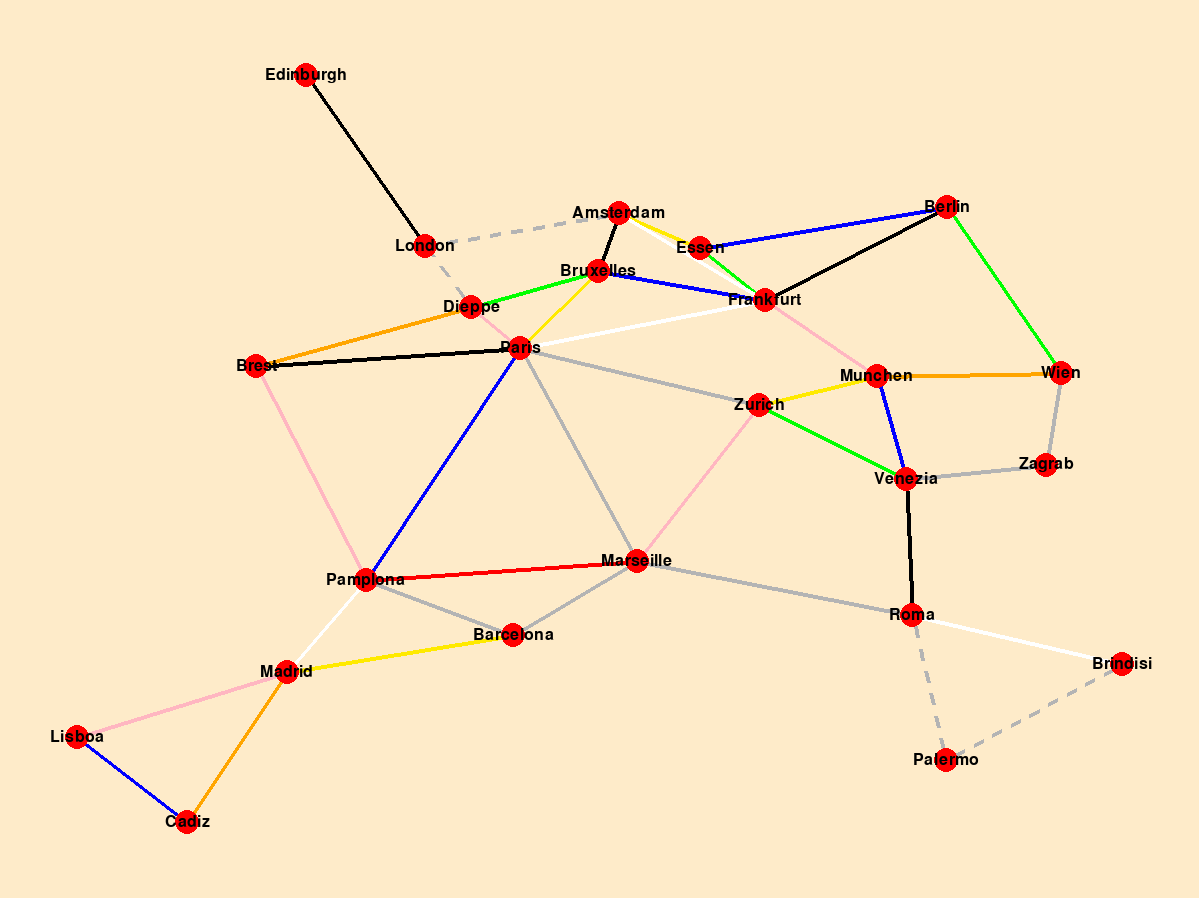 Edinburgh
Amsterdam
Berlin
London
Essen
Bruxelles
Dieppe
Frankfurt
Paris
Brest
Munchen
Wien
Zurich
Zagrab
Venezia
Marseille
Pamplona
Roma
Barcelona
Brindisi
Madrid
Lisboa
Palermo
Cadiz